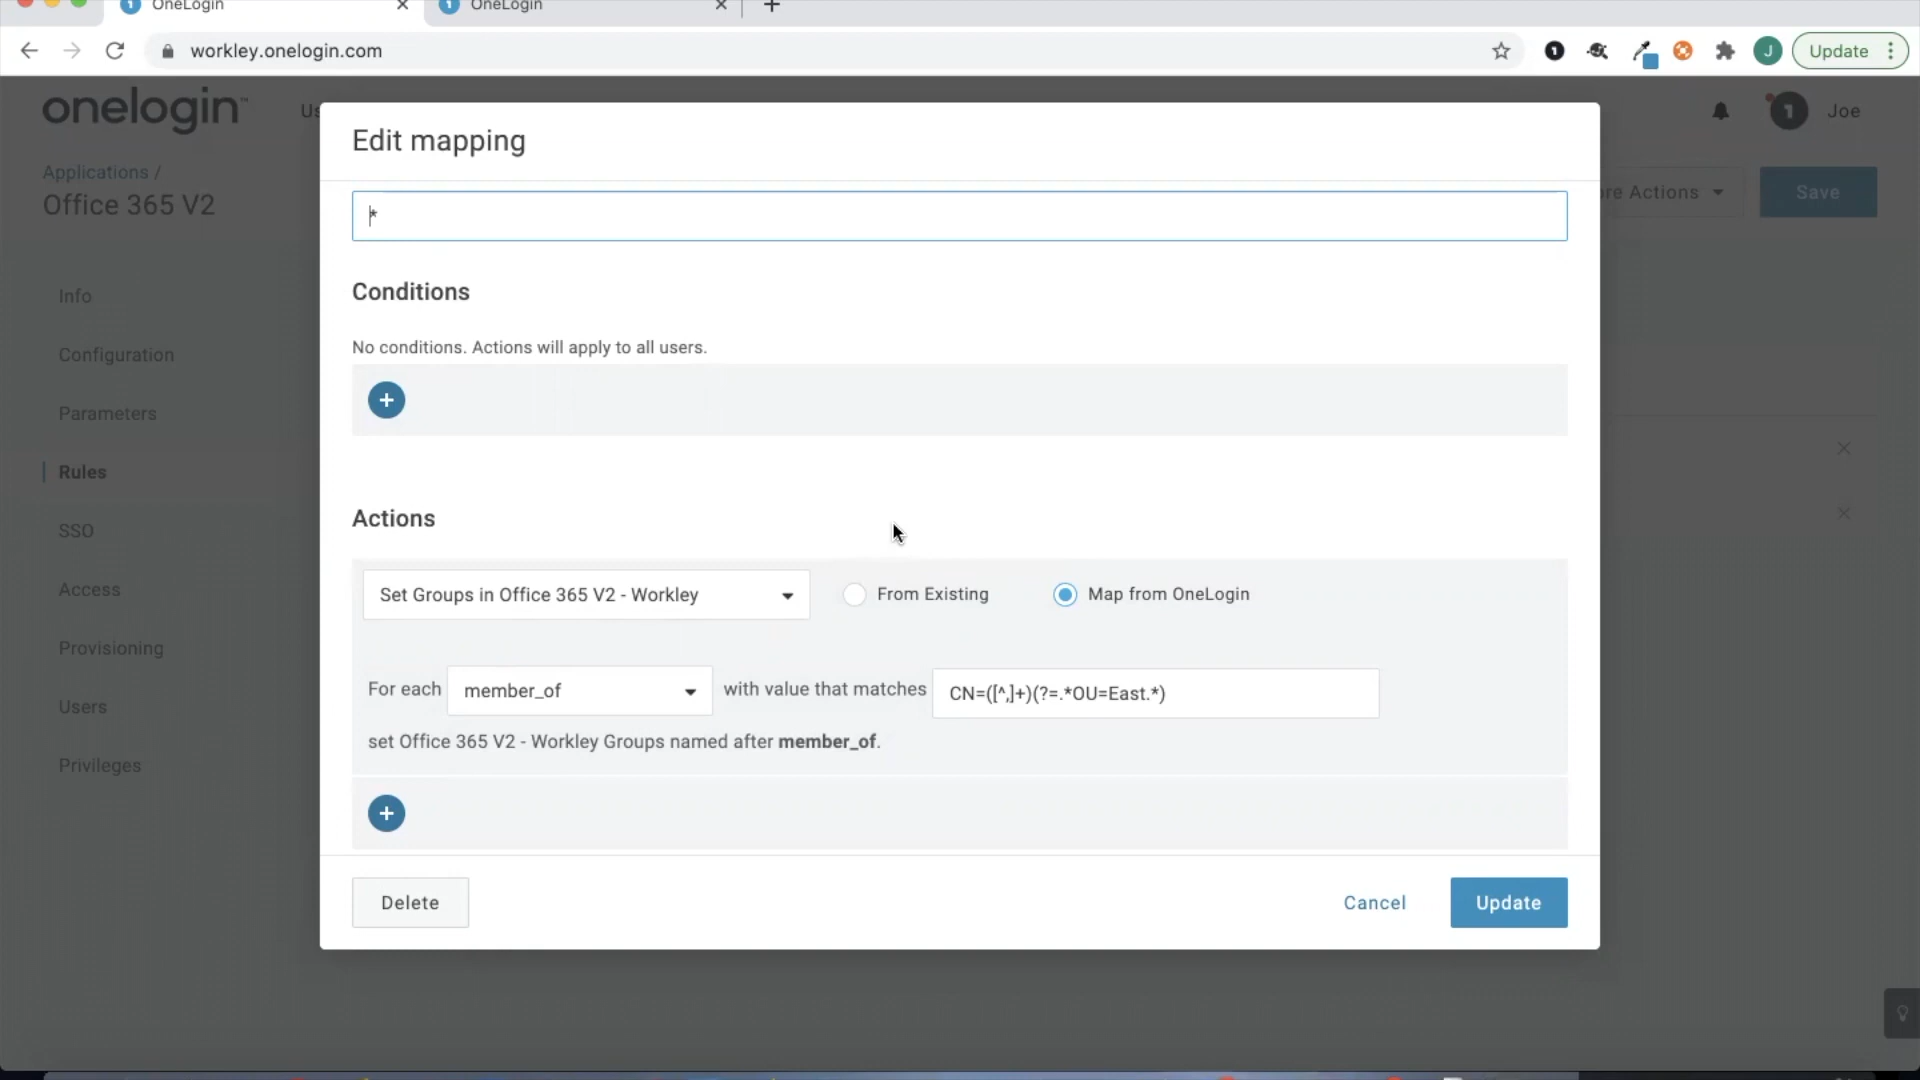 OneLogin
OneLogin
workley.onelogin.com
J
Update
onelogin
Us
Joe
Edit mapping
Applications /
Office 365 V2
ore Actions
Save
*
Info
Configuration
Parameters
Rules
SSO
Access
Provisioning
Users
Privileges
Conditions
No conditions. Actions will apply to all users.
+
Actions
Set Groups in Office 365 V2 - Workley
From Existing
Map from OneLogin
For each member_of with value that matches CN=([^,]+)(?=.*OU=East.*)
set Office 365 V2 - Workley Groups named after member_of.
+
Delete
Cancel
Update